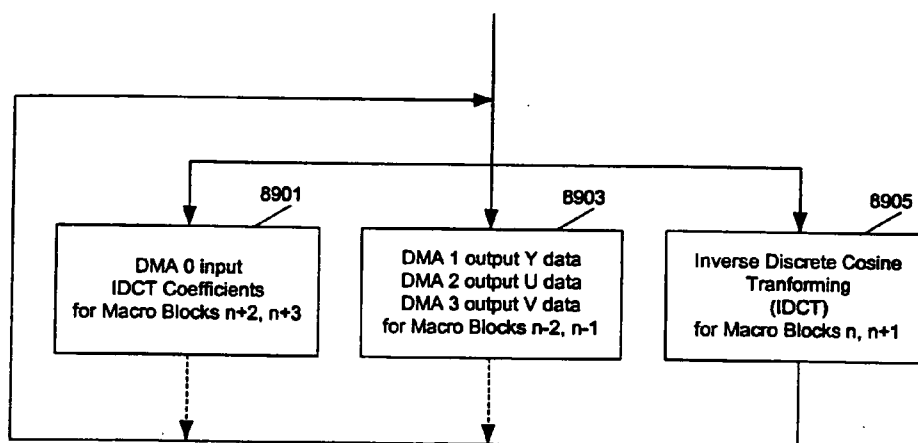 8901
8903
8905
DMA 0 input
IDCT Coefficients
for Macro Blocks n+2, n+3
DMA 1 output Y data
DMA 2 output U data
DMA 3 output V data
for Macro Blocks n-2, n-1
Inverse Discrete Cosine
Tranforming
(IDCT)
for Macro Blocks n, n+1